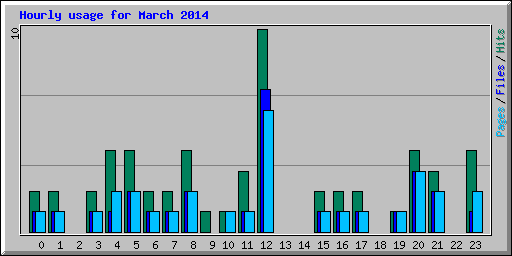 Hourly usage for March 2014
10
Pages/Files/Hits
0 1 2 3 4 5 6 7 8 9 10 11 12 13 14 15 16 17 18 19 20 21 22 23